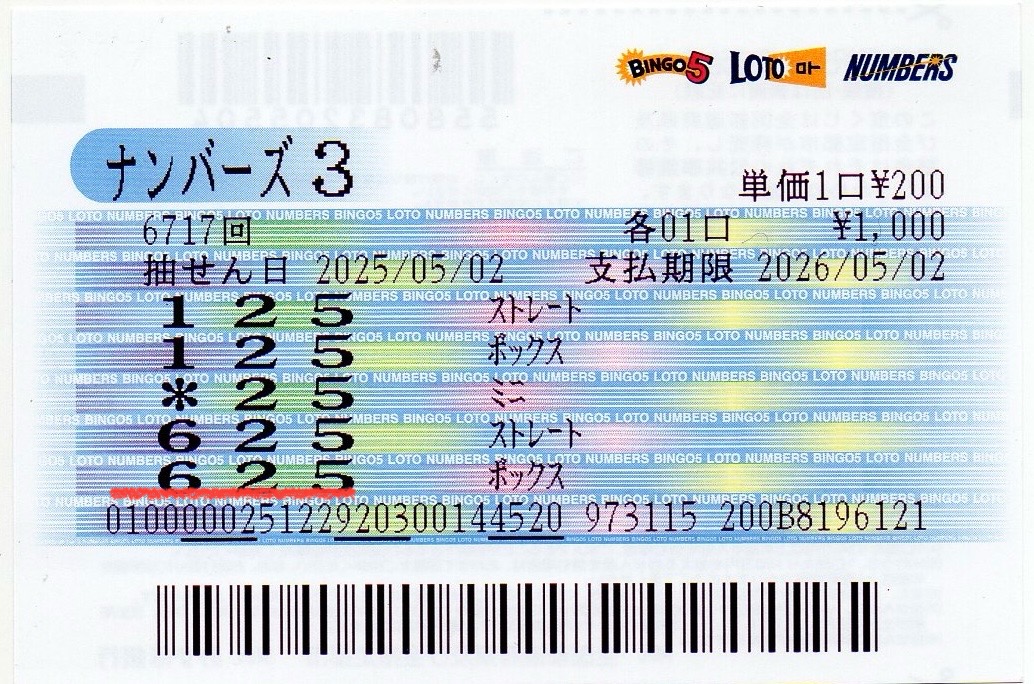 BINGO5 LOTO ロト NUMBERS
ナンバーズ3
単価1口¥200
6717回 各01口 ¥1,000
抽せん日 2025/05/02 支払期限 2026/05/02
1 2 5 ストレート
1 2 5 ボックス
* 2 5 ミニ
6 2 5 ストレート
6 2 5 ボックス
010000025122920300144520 973115 200B8196121